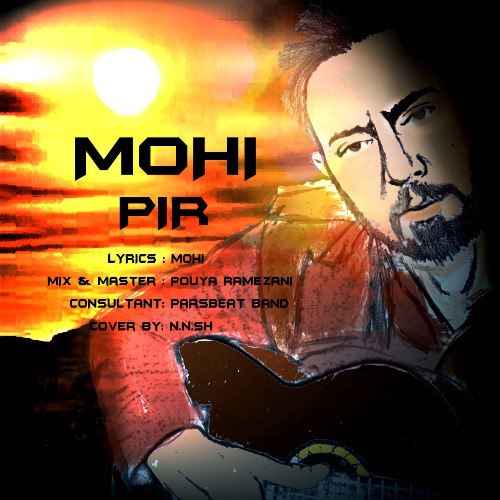 MOHI
PIR
LYRICS : MOHI
MIX & MASTER : POUYA RAMEZANI
CONSULTANT: PARSBEAT BAND
COVER BY: N.N.SH